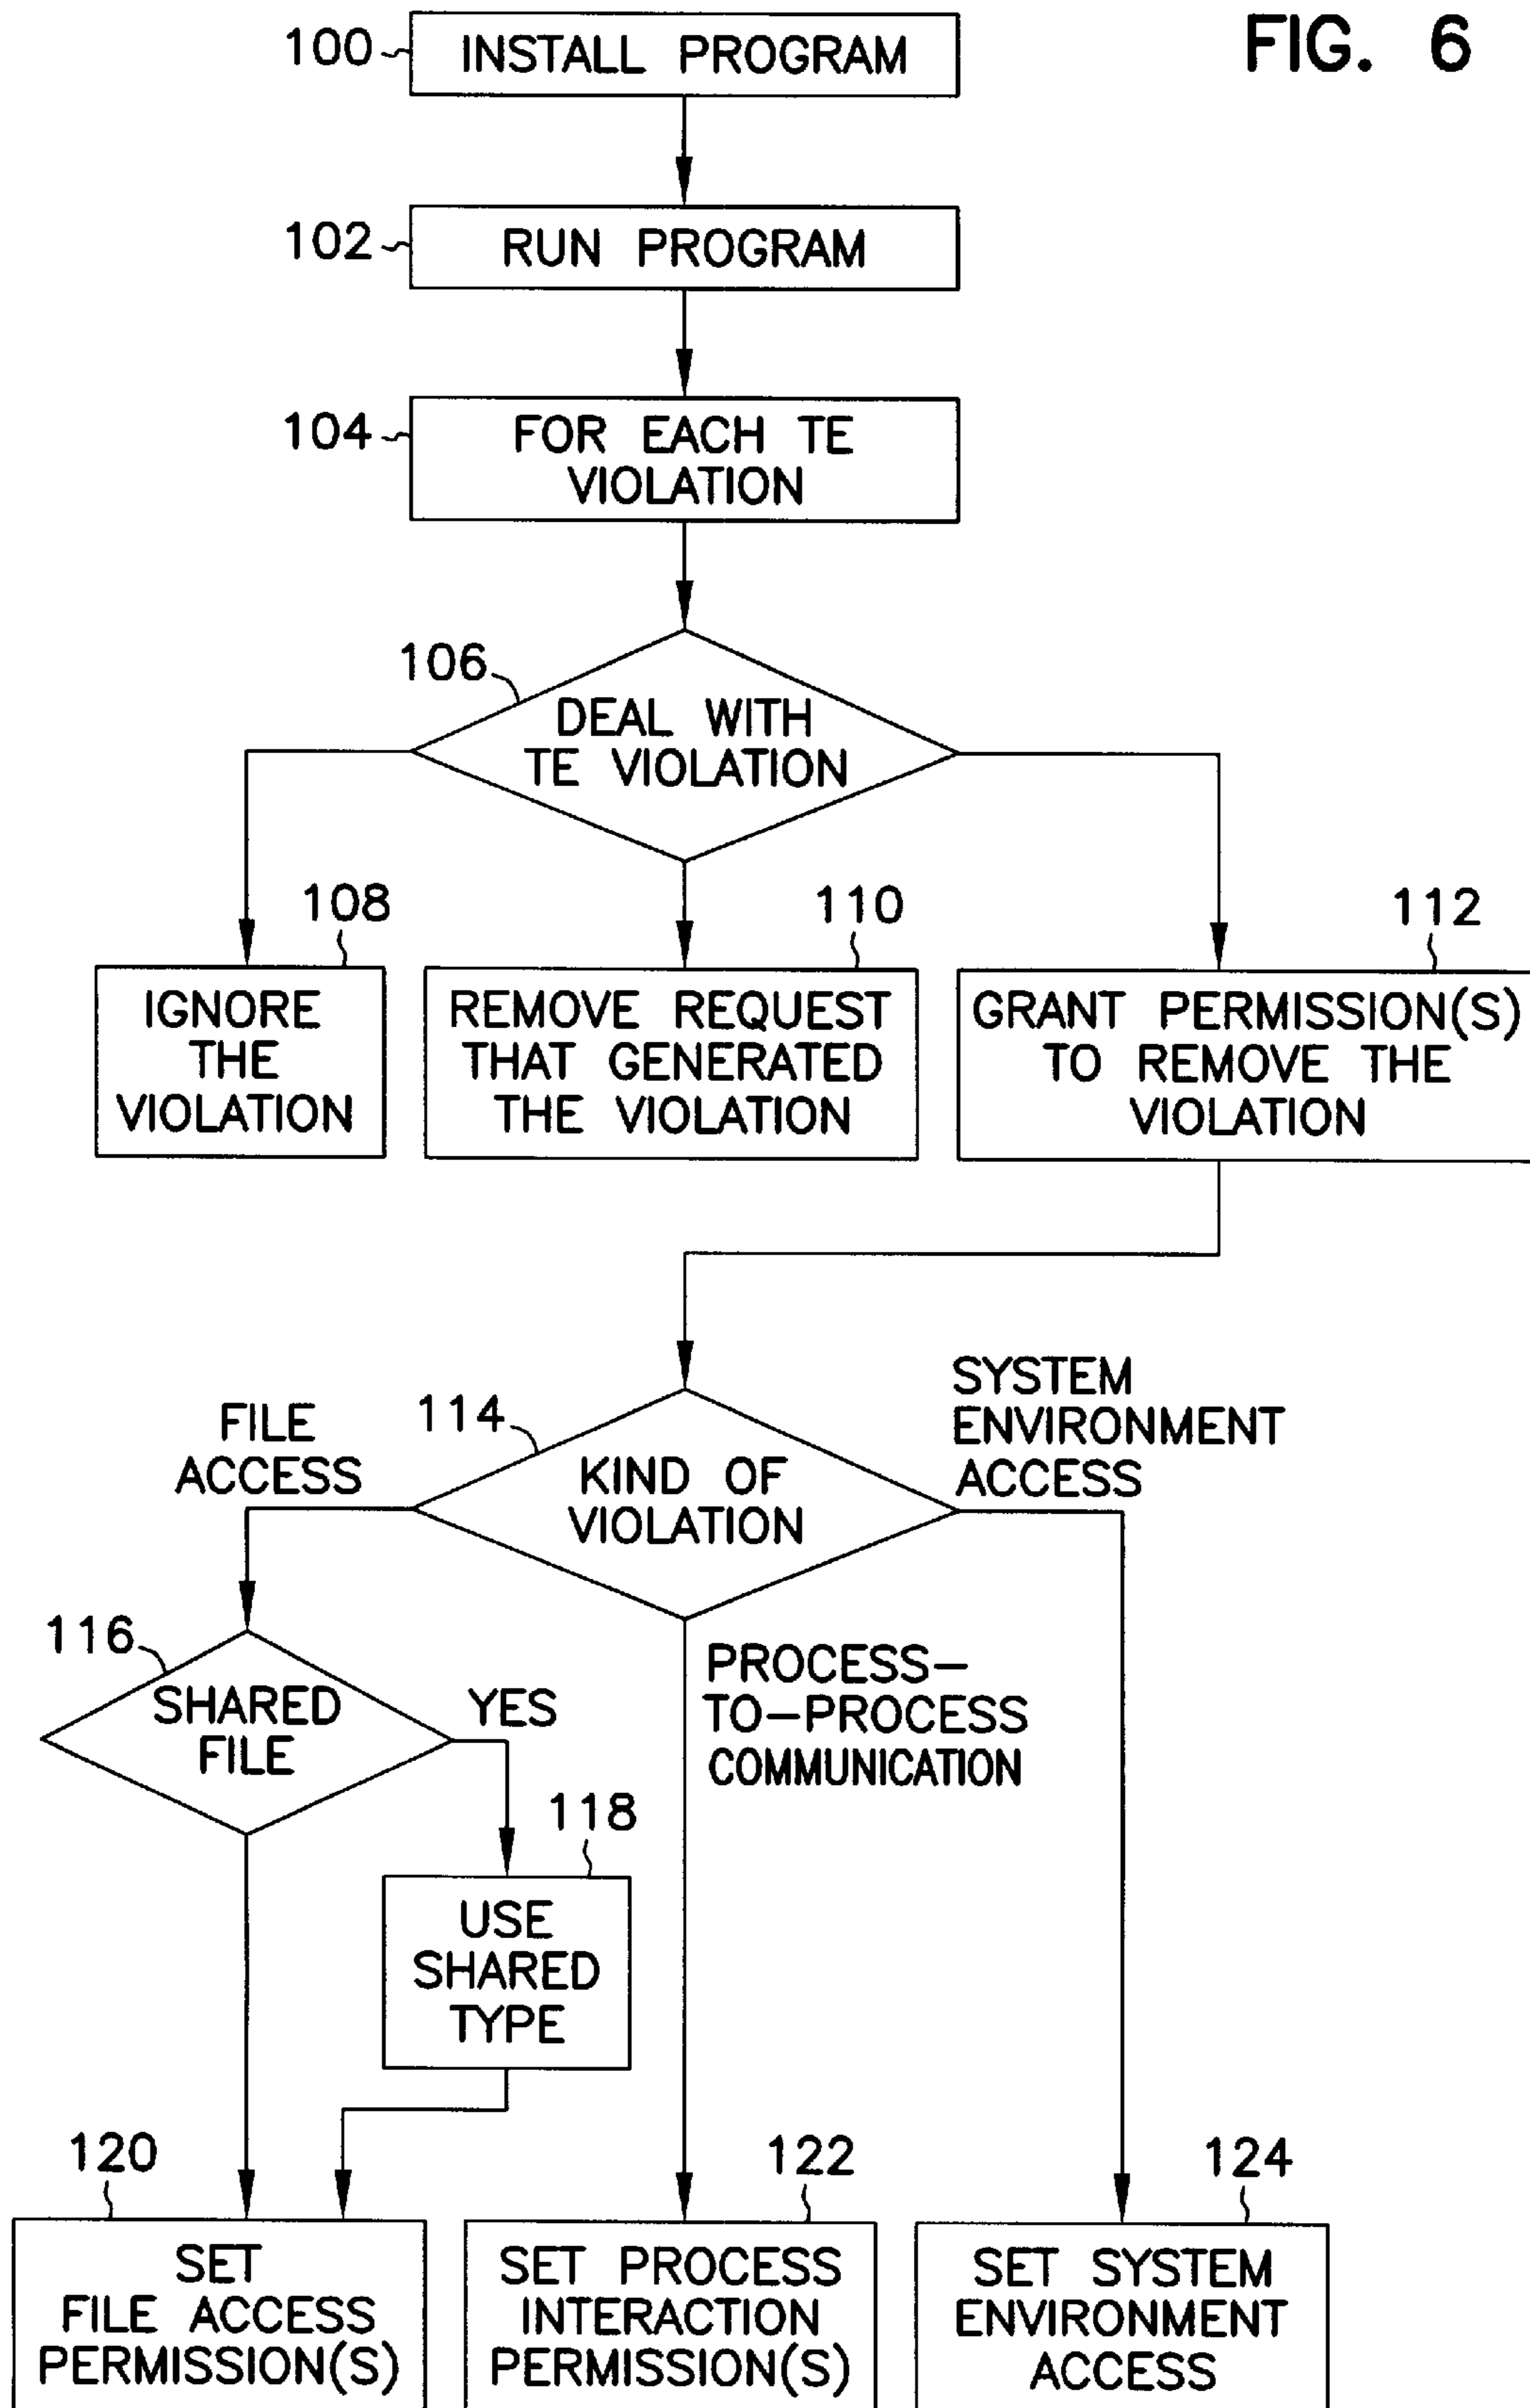 FIG. 6
100
INSTALL PROGRAM
102
RUN PROGRAM
104
FOR EACH TE
VIOLATION
106
DEAL WITH
TE VIOLATION
108
IGNORE
THE
VIOLATION
110
REMOVE REQUEST
THAT GENERATED
THE VIOLATION
112
GRANT PERMISSION(S)
TO REMOVE THE
VIOLATION
114
KIND OF
VIOLATION
FILE
ACCESS
SYSTEM
ENVIRONMENT
ACCESS
PROCESS-
TO-PROCESS
COMMUNICATION
116
SHARED
FILE
YES
118
USE
SHARED
TYPE
120
SET
FILE ACCESS
PERMISSION(S)
122
SET PROCESS
INTERACTION
PERMISSION(S)
124
SET SYSTEM
ENVIRONMENT
ACCESS